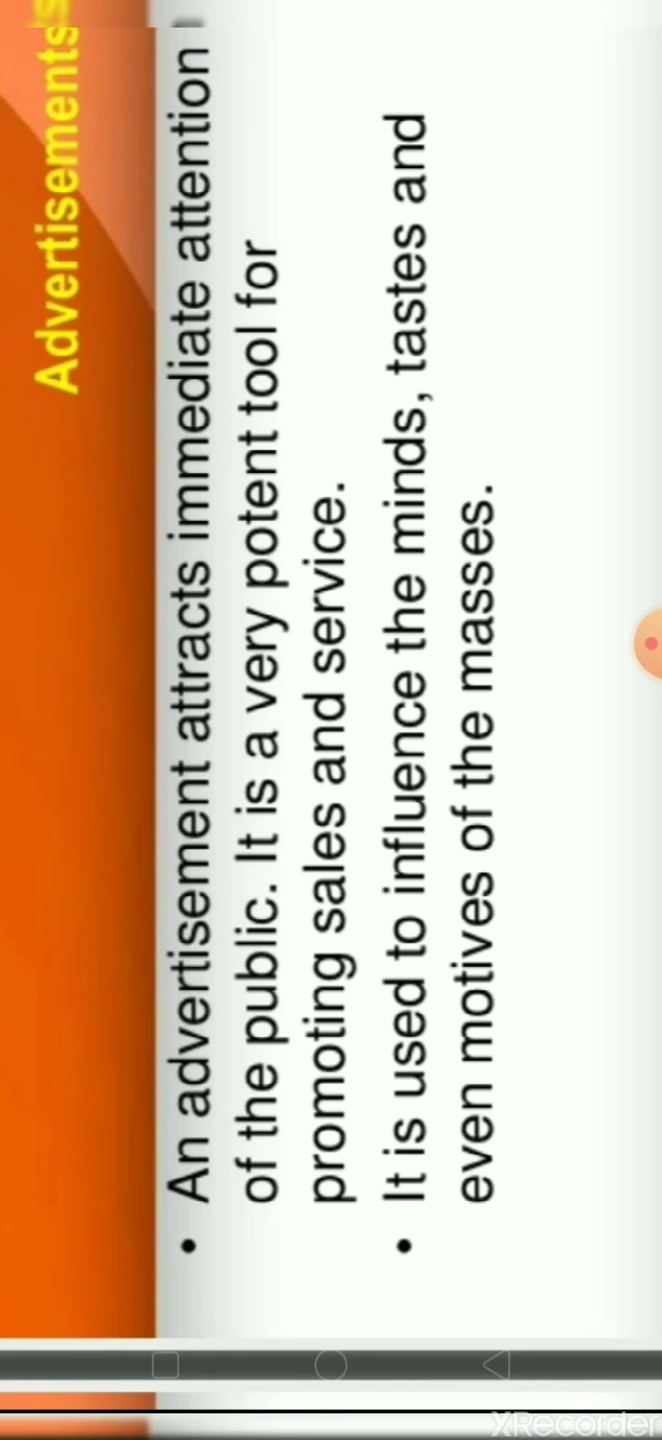 Advertisements
• An advertisement attracts immediate attention
of the public. It is a very potent tool for
promoting sales and service.
• It is used to influence the minds, tastes and
even motives of the masses.
XRecorder